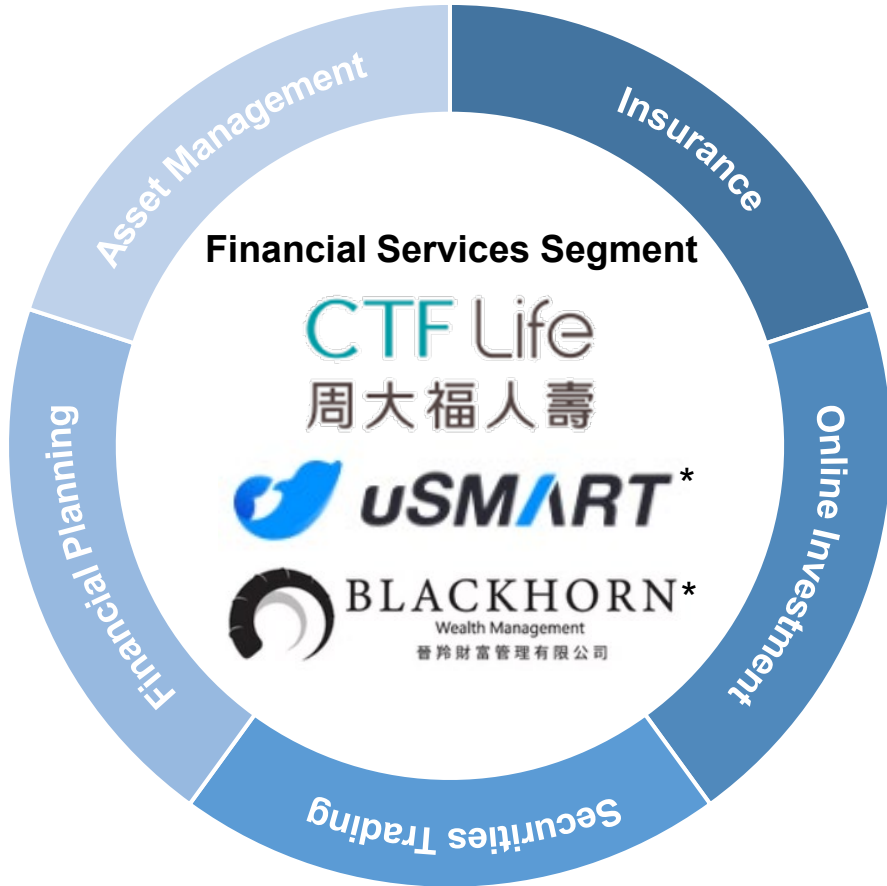 Asset Management
Insurance
Financial Services Segment
CTF Life
周大福人壽
uSMART*
BLACKHORN*
Wealth Management
晉羚財富管理有限公司
Financial Planning
Online Investment
Securities Trading